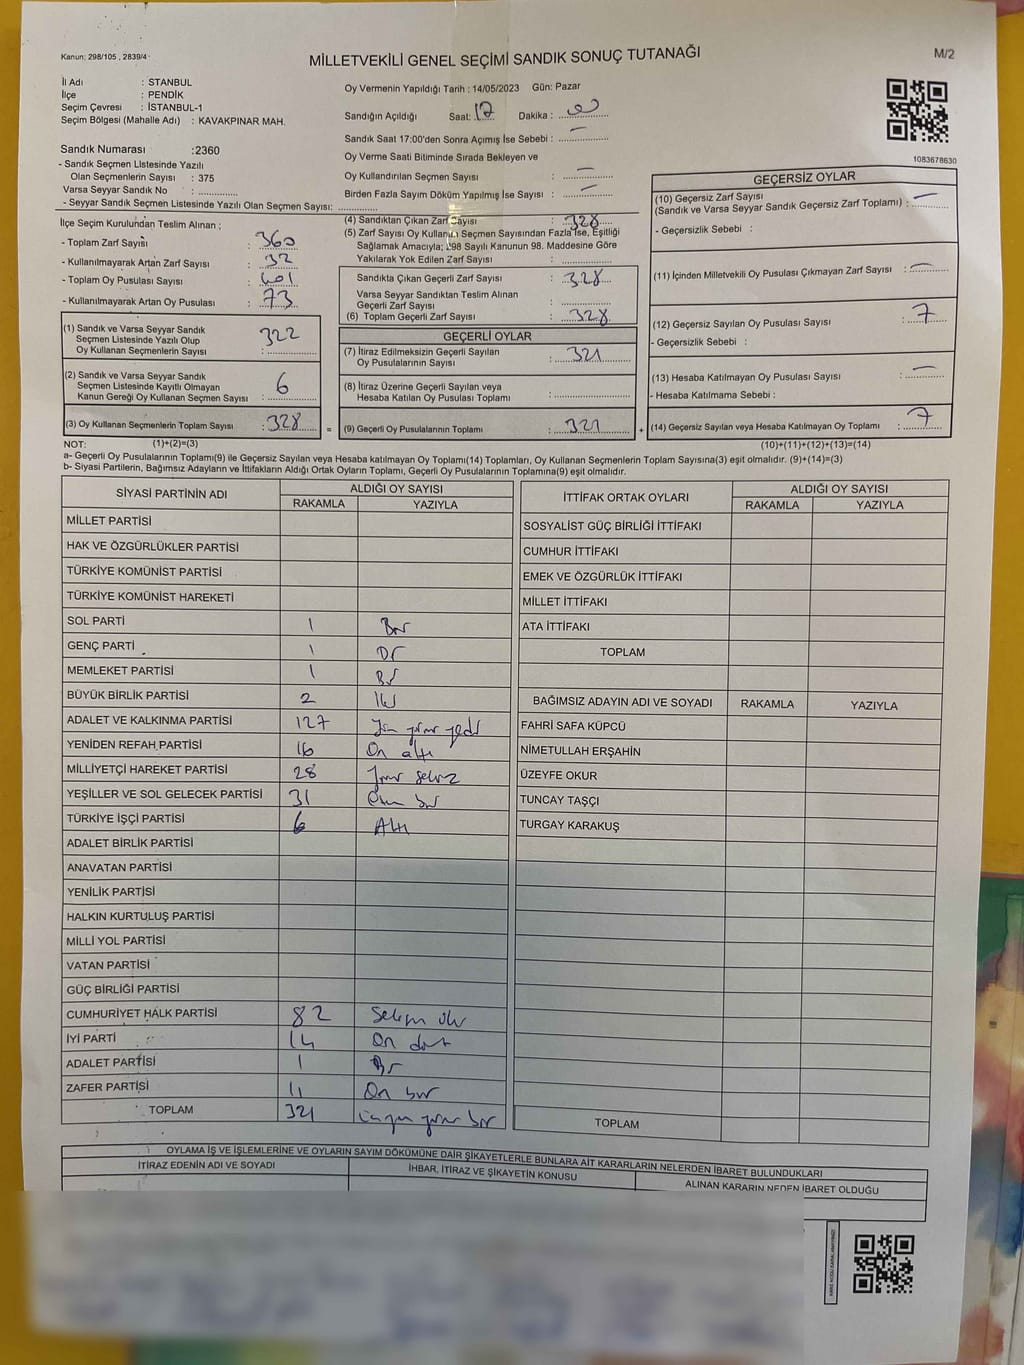 Kanun; 298/105 , 2839/4
MİLLETVEKİLİ GENEL SEÇİMİ SANDIK SONUÇ TUTANAĞI
M/2
İl Adı : STANBUL
İlçe : PENDİK
Seçim Çevresi : İSTANBUL-1
Seçim Bölgesi (Mahalle Adı) : KAVAKPINAR MAH.
Oy Vermenin Yapıldığı Tarih : 14/05/2023 Gün: Pazar
Sandığın Açıldığı Saat: 17 Dakika :
Sandık Saat 17:00'den Sonra Açımış İse Sebebi : —
Oy Verme Saati Bitiminde Sırada Bekleyen ve
Oy Kullandırılan Seçmen Sayısı : —
Birden Fazla Sayım Döküm Yapılmış İse Sayısı : —
1083678630
Sandık Numarası :2360
- Sandık Seçmen Listesinde Yazılı
Olan Seçmenlerin Sayısı : 375
Varsa Seyyar Sandık No : ............
- Seyyar Sandık Seçmen Listesinde Yazılı Olan Seçmen Sayısı: ............
İlçe Seçim Kurulundan Teslim Alınan ;
- Toplam Zarf Sayısı : 360
- Kullanılmayarak Artan Zarf Sayısı : 32
- Toplam Oy Pusulası Sayısı : 401
- Kullanılmayarak Artan Oy Pusulası : 73
(1) Sandık ve Varsa Seyyar Sandık
Seçmen Listesinde Yazılı Olup
Oy Kullanan Seçmenlerin Sayısı : 322
(2) Sandık ve Varsa Seyyar Sandık
Seçmen Listesinde Kayıtlı Olmayan
Kanun Gereği Oy Kullanan Seçmen Sayısı : 6
(3) Oy Kullanan Seçmenlerin Toplam Sayısı : 328
(4) Sandıktan Çıkan Zarf Sayısı : 328
(5) Zarf Sayısı Oy Kullanan Seçmen Sayısından Fazla İse, Eşitliği
Sağlamak Amacıyla; 298 Sayılı Kanunun 98. Maddesine Göre
Yakılarak Yok Edilen Zarf Sayısı : ............
Sandıkta Çıkan Geçerli Zarf Sayısı : 328
Varsa Seyyar Sandıktan Teslim Alınan
Geçerli Zarf Sayısı : ............
(6) Toplam Geçerli Zarf Sayısı : 328
GEÇERLİ OYLAR
(7) İtiraz Edilmeksizin Geçerli Sayılan
Oy Pusulalarının Sayısı : 321
(8) İtiraz Üzerine Geçerli Sayılan veya
Hesaba Katılan Oy Pusulası Toplamı : ............
= (9) Geçerli Oy Pusulalarının Toplamı : 321
GEÇERSİZ OYLAR
(10) Geçersiz Zarf Sayısı
(Sandık ve Varsa Seyyar Sandık Geçersiz Zarf Toplamı) : —
- Geçersizlik Sebebi :
(11) İçinden Milletvekili Oy Pusulası Çıkmayan Zarf Sayısı : —
(12) Geçersiz Sayılan Oy Pusulası Sayısı : 7
- Geçersizlik Sebebi :
(13) Hesaba Katılmayan Oy Pusulası Sayısı : —
- Hesaba Katılmama Sebebi :
+ (14) Geçersiz Sayılan veya Hesaba Katılmayan Oy Toplamı : 7
NOT: (1)+(2)=(3) (10)+(11)+(12)+(13)=(14)
a- Geçerli Oy Pusulalarının Toplamı(9) ile Geçersiz Sayılan veya Hesaba katılmayan Oy Toplamı(14) Toplamları, Oy Kullanan Seçmenlerin Toplam Sayısına(3) eşit olmalıdır. (9)+(14)=(3)
b- Siyasi Partilerin, Bağımsız Adayların ve İttifakların Aldığı Ortak Oyların Toplamı, Geçerli Oy Pusulalarının Toplamına(9) eşit olmalıdır.
SİYASİ PARTİNİN ADI ALDIĞI OY SAYISI
RAKAMLA YAZIYLA
MİLLET PARTİSİ
HAK VE ÖZGÜRLÜKLER PARTİSİ
TÜRKİYE KOMÜNİST PARTİSİ
TÜRKİYE KOMÜNİST HAREKETİ
SOL PARTİ 1 Bir
GENÇ PARTİ 1 Bir
MEMLEKET PARTİSİ 1 Bir
BÜYÜK BİRLİK PARTİSİ 2 İki
ADALET VE KALKINMA PARTİSİ 127 Yüz yirmi yedi
YENİDEN REFAH PARTİSİ 16 On altı
MİLLİYETÇİ HAREKET PARTİSİ 28 Yirmi sekiz
YEŞİLLER VE SOL GELECEK PARTİSİ 31 Otuz bir
TÜRKİYE İŞÇİ PARTİSİ 6 Altı
ADALET BİRLİK PARTİSİ
ANAVATAN PARTİSİ
YENİLİK PARTİSİ
HALKIN KURTULUŞ PARTİSİ
MİLLİ YOL PARTİSİ
VATAN PARTİSİ
GÜÇ BİRLİĞİ PARTİSİ
CUMHURİYET HALK PARTİSİ 82 Seksen iki
İYİ PARTİ 14 On dört
ADALET PARTİSİ 1 Bir
ZAFER PARTİSİ 11 On bir
TOPLAM 321 Üçyüz yirmi bir
İTTİFAK ORTAK OYLARI ALDIĞI OY SAYISI
RAKAMLA YAZIYLA
SOSYALİST GÜÇ BİRLİĞİ İTTİFAKI
CUMHUR İTTİFAKI
EMEK VE ÖZGÜRLÜK İTTİFAKI
MİLLET İTTİFAKI
ATA İTTİFAKI
TOPLAM
BAĞIMSIZ ADAYIN ADI VE SOYADI RAKAMLA YAZIYLA
FAHRİ SAFA KÜPCÜ
NİMETULLAH ERŞAHİN
ÜZEYFE OKUR
TUNCAY TAŞÇI
TURGAY KARAKUŞ
TOPLAM
OYLAMA İŞ VE İŞLEMLERİNE VE OYLARIN SAYIM DÖKÜMÜNE DAİR ŞİKAYETLERLE BUNLARA AİT KARARLARIN NELERDEN İBARET BULUNDUKLARI
İTİRAZ EDENİN ADI VE SOYADI İHBAR, İTİRAZ VE ŞİKAYETİN KONUSU ALINAN KARARIN NEDEN İBARET OLDUĞU